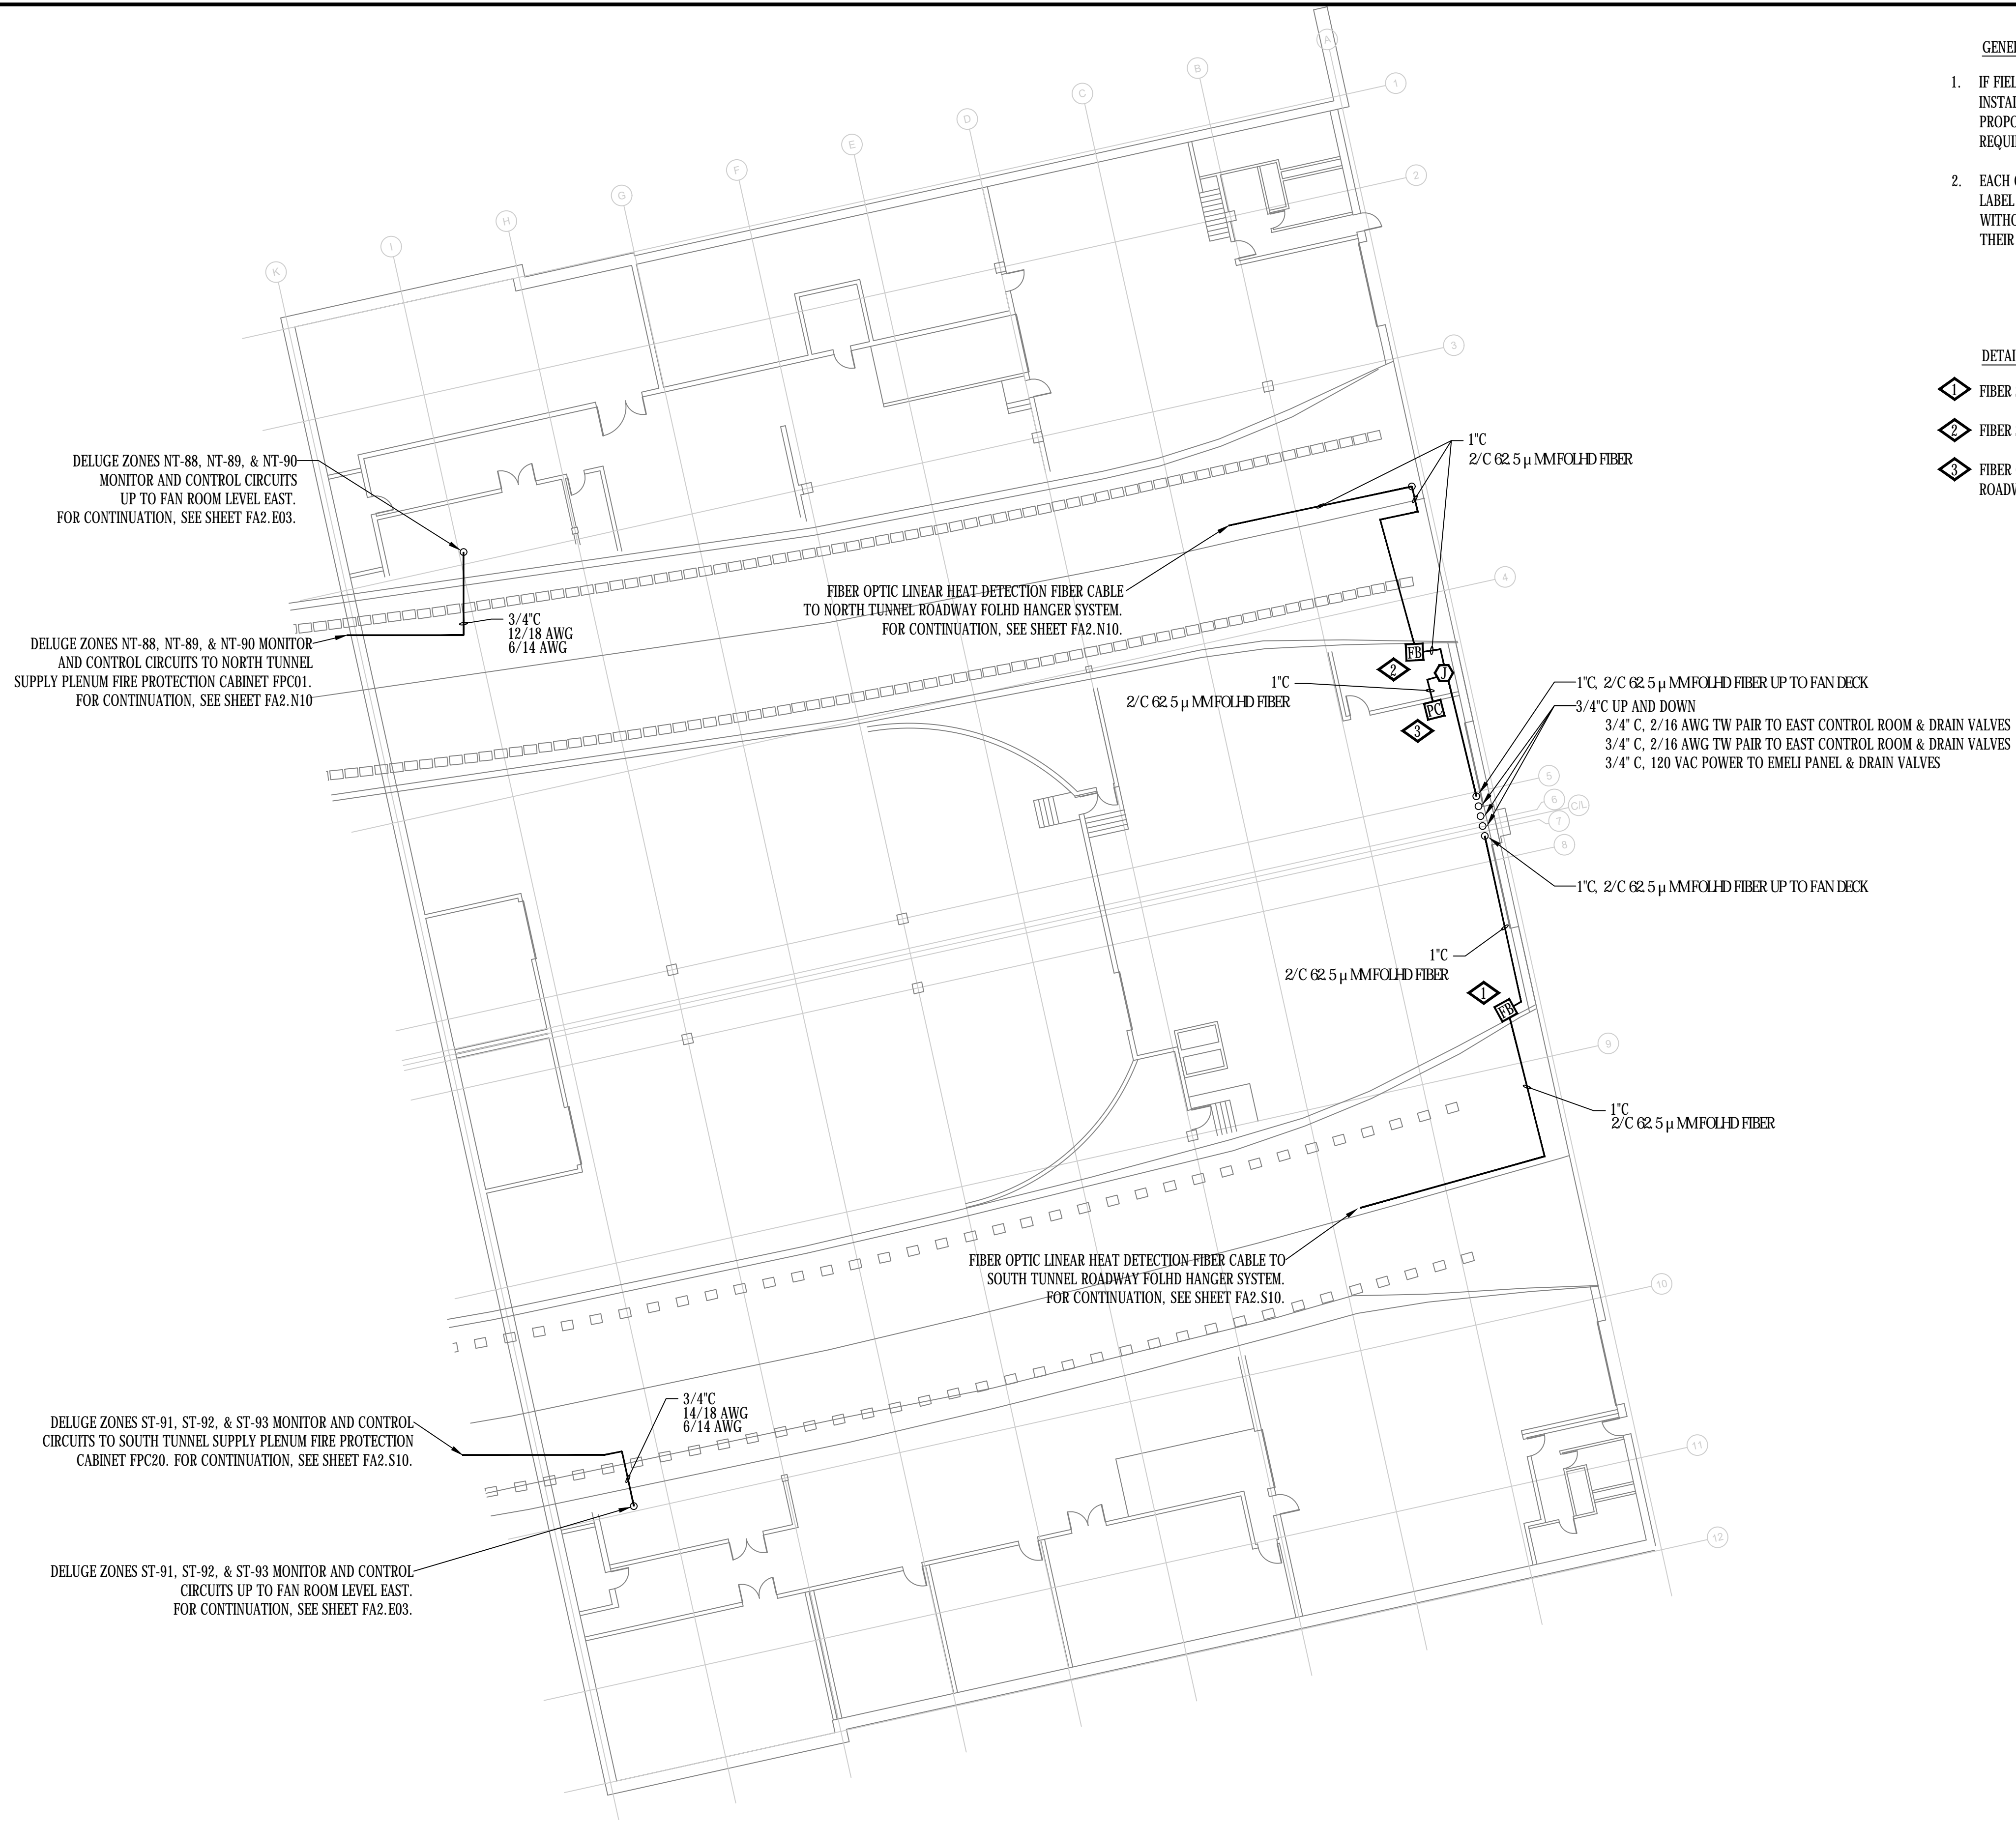 A
B
C
D
E
F
G
H
I
K
1
2
3
4
5
6
C/L
7
8
9
10
11
12
DELUGE ZONES NT-88, NT-89, & NT-90
MONITOR AND CONTROL CIRCUITS
UP TO FAN ROOM LEVEL EAST.
FOR CONTINUATION, SEE SHEET FA2.E03.
DELUGE ZONES NT-88, NT-89, & NT-90 MONITOR
AND CONTROL CIRCUITS TO NORTH TUNNEL
SUPPLY PLENUM FIRE PROTECTION CABINET FPC01.
FOR CONTINUATION, SEE SHEET FA2.N10
3/4"C
12/18 AWG
6/14 AWG
1"C
2/C 62.5 µ MM FOLHD FIBER
FIBER OPTIC LINEAR HEAT DETECTION FIBER CABLE
TO NORTH TUNNEL ROADWAY FOLHD HANGER SYSTEM.
FOR CONTINUATION, SEE SHEET FA2.N10.
FB
2
J
1"C
2/C 62.5 µ MM FOLHD FIBER
PC
3
1"C, 2/C 62.5 µ MM FOLHD FIBER UP TO FAN DECK
3/4"C UP AND DOWN
3/4" C, 2/16 AWG TW PAIR TO EAST CONTROL ROOM & DRAIN VALVES
3/4" C, 2/16 AWG TW PAIR TO EAST CONTROL ROOM & DRAIN VALVES
3/4" C, 120 VAC POWER TO EMELI PANEL & DRAIN VALVES
1"C, 2/C 62.5 µ MM FOLHD FIBER UP TO FAN DECK
1"C
2/C 62.5 µ MM FOLHD FIBER
1
FB
1"C
2/C 62.5 µ MM FOLHD FIBER
FIBER OPTIC LINEAR HEAT DETECTION FIBER CABLE TO
SOUTH TUNNEL ROADWAY FOLHD HANGER SYSTEM.
FOR CONTINUATION, SEE SHEET FA2.S10.
3/4"C
14/18 AWG
6/14 AWG
DELUGE ZONES ST-91, ST-92, & ST-93 MONITOR AND CONTROL
CIRCUITS TO SOUTH TUNNEL SUPPLY PLENUM FIRE PROTECTION
CABINET FPC20. FOR CONTINUATION, SEE SHEET FA2.S10.
DELUGE ZONES ST-91, ST-92, & ST-93 MONITOR AND CONTROL
CIRCUITS UP TO FAN ROOM LEVEL EAST.
FOR CONTINUATION, SEE SHEET FA2.E03.
1. IF
2. EACH
LABEL
THEIR
1 FIBER
2 FIBER
3 FIBER